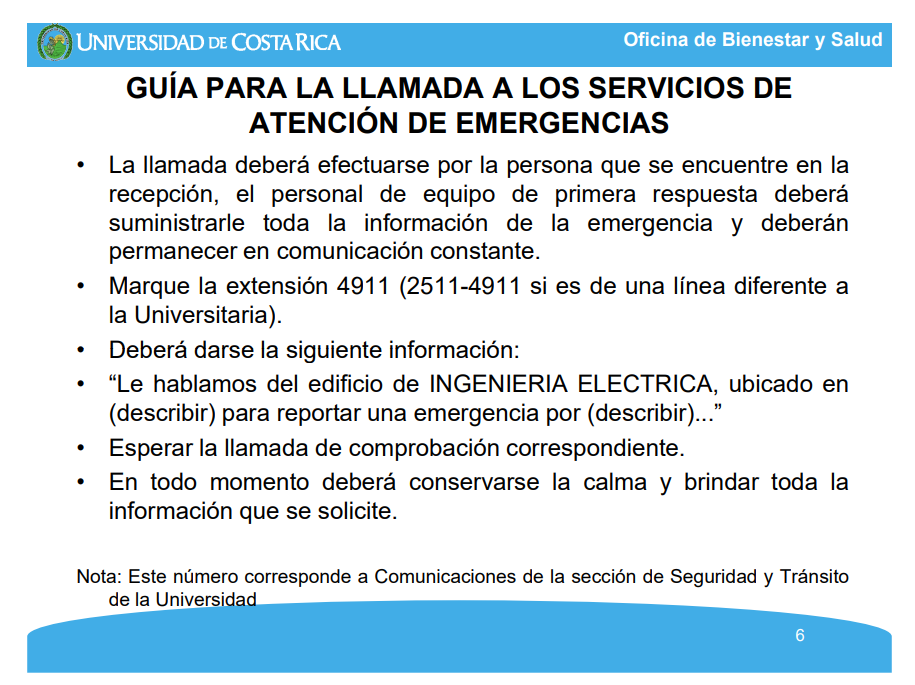 UNIVERSIDAD DE COSTA RICA
Oficina de Bienestar y Salud
GUÍA PARA LA LLAMADA A LOS SERVICIOS DE
ATENCIÓN DE EMERGENCIAS
• La llamada deberá efectuarse por la persona que se encuentre en la
recepción, el personal de equipo de primera respuesta deberá
suministrarle toda la información de la emergencia y deberán
permanecer en comunicación constante.
• Marque la extensión 4911 (2511-4911 si es de una línea diferente a
la Universitaria).
• Deberá darse la siguiente información:
• “Le hablamos del edificio de INGENIERIA ELECTRICA, ubicado en
(describir) para reportar una emergencia por (describir)...”
• Esperar la llamada de comprobación correspondiente.
• En todo momento deberá conservarse la calma y brindar toda la
información que se solicite.
Nota: Este número corresponde a Comunicaciones de la sección de Seguridad y Tránsito
de la Universidad
6